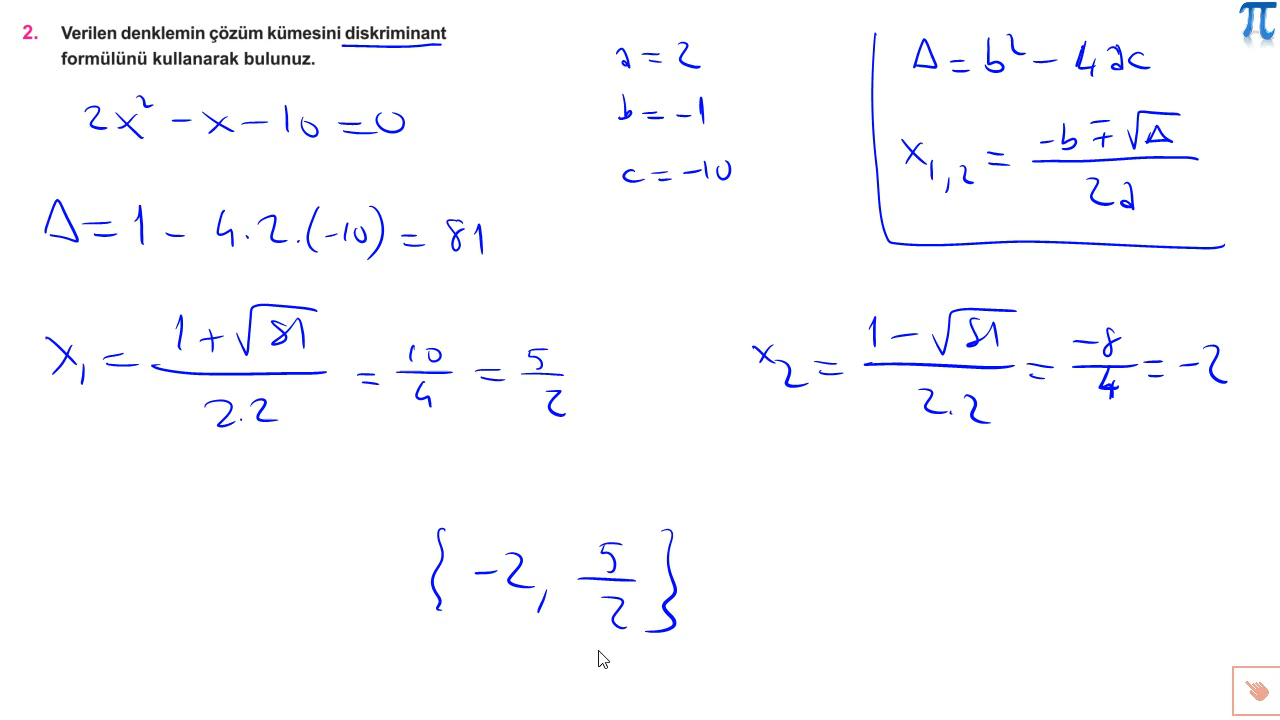 2. Verilen denklemin çözüm kümesini diskriminant
formülünü kullanarak bulunuz.
2x² - x - 10 = 0
a = 2
b = -1
c = -10
Δ = b² - 4ac
x₁,₂ = (-b ∓ √Δ) / 2a
Δ = 1 - 4.2.(-10) = 81
x₁ = (1 + √81) / 2.2 = 10/4 = 5/2
x₂ = (1 - √81) / 2.2 = -8/4 = -2
{ -2, 5/2 }
π